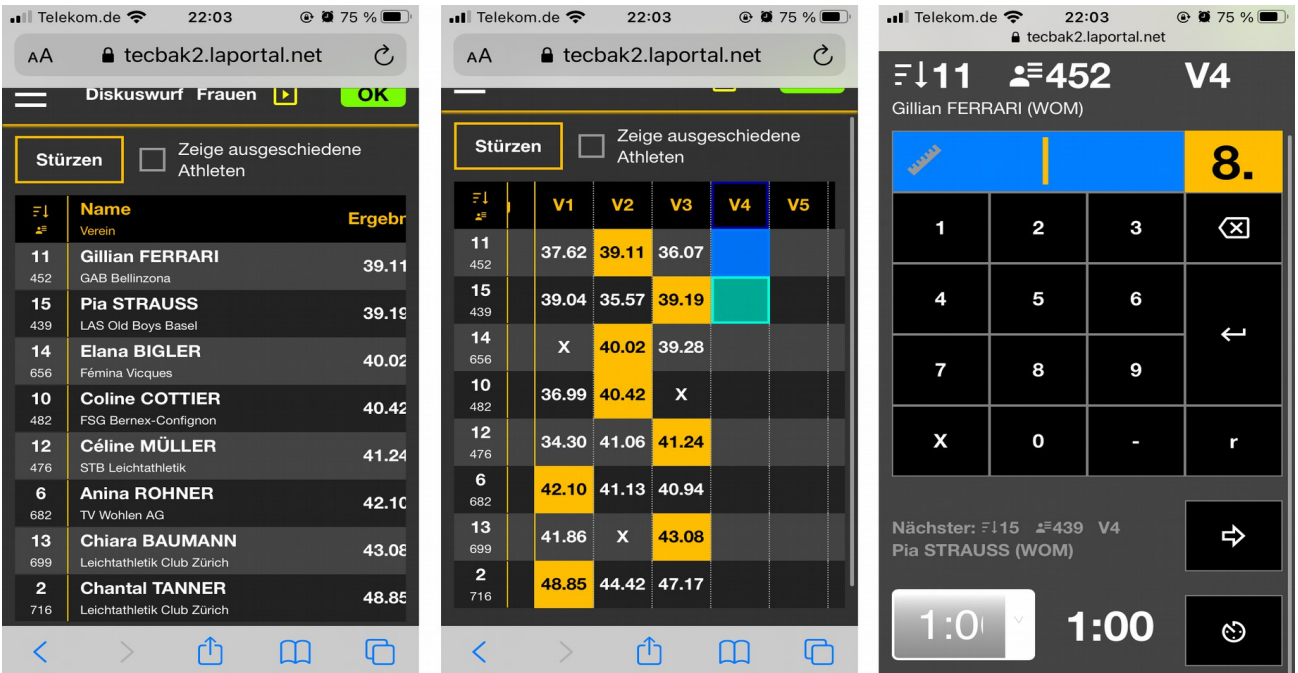 Telekom.de 22:03 75 %
AA tecbak2.laportal.net
Diskuswurf Frauen OK
Stürzen Zeige ausgeschiedene
Athleten
Name Ergebr
Verein
11 Gillian FERRARI 39.11
452 GAB Bellinzona
15 Pia STRAUSS 39.19
439 LAS Old Boys Basel
14 Elana BIGLER 40.02
656 Fémina Vicques
10 Coline COTTIER 40.42
482 FSG Bernex-Confignon
12 Céline MÜLLER 41.24
476 STB Leichtathletik
6 Anina ROHNER 42.10
682 TV Wohlen AG
13 Chiara BAUMANN 43.08
699 Leichtathletik Club Zürich
2 Chantal TANNER 48.85
716 Leichtathletik Club Zürich
Telekom.de 22:03 75 %
AA tecbak2.laportal.net
Stürzen Zeige ausgeschiedene
Athleten
V1 V2 V3 V4 V5
11 37.62 39.11 36.07
452
15 39.04 35.57 39.19
439
14 X 40.02 39.28
656
10 36.99 40.42 X
482
12 34.30 41.06 41.24
476
6 42.10 41.13 40.94
682
13 41.86 X 43.08
699
2 48.85 44.42 47.17
716
Telekom.de 22:03 75 %
tecbak2.laportal.net
11 452 V4
Gillian FERRARI (WOM)
8.
1 2 3
4 5 6
7 8 9
X 0 - r
Nächster: 15 439 V4
Pia STRAUSS (WOM)
1:0 1:00